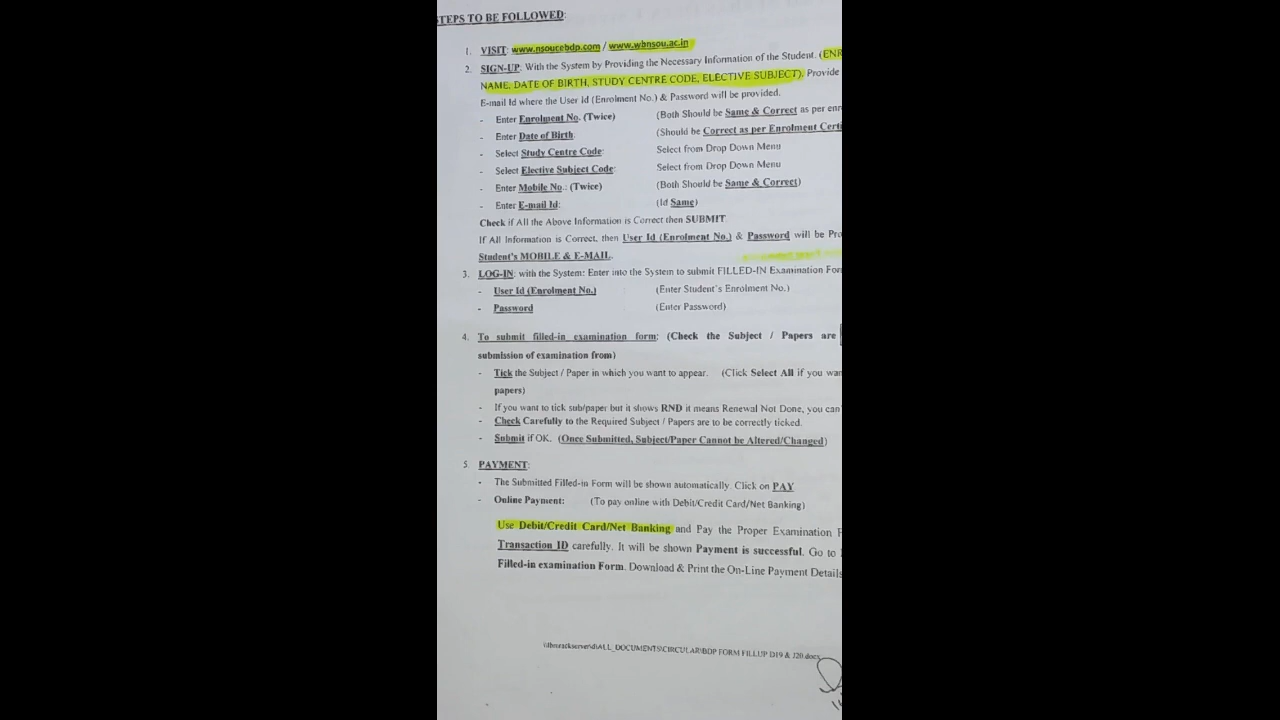 STEPS TO BE FOLLOWED:
1. VISIT: www.nsoucebdp.com / www.wbnsou.ac.in
2. SIGN-UP: With the System by Providing the Necessary Information of the Student. (ENR
NAME, DATE OF BIRTH, STUDY CENTRE CODE, ELECTIVE SUBJECT). Provide
E-mail Id where the User Id (Enrolment No.) & Password will be provided.
- Enter Enrolment No. (Twice) (Both Should be Same & Correct as per enr
- Enter Date of Birth: (Should be Correct as per Enrolment Certi
- Select Study Centre Code: Select from Drop Down Menu
- Select Elective Subject Code: Select from Drop Down Menu
- Enter Mobile No.: (Twice) (Both Should be Same & Correct)
- Enter E-mail Id: (Id Same)
Check if All the Above Information is Correct then SUBMIT.
If All Information is Correct, then User Id (Enrolment No.) & Password will be Pro
Student's MOBILE & E-MAIL.
3. LOG-IN: with the System: Enter into the System to submit FILLED-IN Examination For
- User Id (Enrolment No.) (Enter Student's Enrolment No.)
- Password (Enter Password)
4. To submit filled-in examination form: (Check the Subject / Papers are
submission of examination from)
- Tick the Subject / Paper in which you want to appear. (Click Select All if you wan
papers)
- If you want to tick sub/paper but it shows RND it means Renewal Not Done, you can'
- Check Carefully to the Required Subject / Papers are to be correctly ticked.
- Submit if OK. (Once Submitted, Subject/Paper Cannot be Altered/Changed)
5. PAYMENT:
- The Submitted Filled-in Form will be shown automatically. Click on PAY
- Online Payment: (To pay online with Debit/Credit Card/Net Banking)
Use Debit/Credit Card/Net Banking and Pay the Proper Examination F
Transaction ID carefully. It will be shown Payment is successful. Go to
Filled-in examination Form. Download & Print the On-Line Payment Details
ALL_DOCUMENTS\CIRCULAR\BDP FORM FILLUP D19 & J20.docx